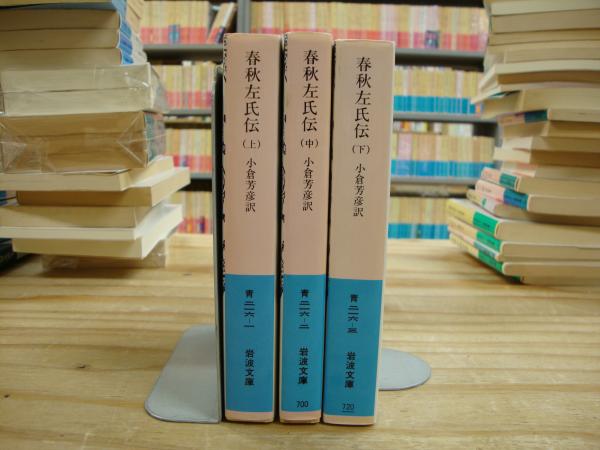 春秋左氏伝(上) 小倉芳彦訳
青二一六-一
岩波文庫
春秋左氏伝(中) 小倉芳彦訳
青二一六-二
岩波文庫
700
春秋左氏伝(下) 小倉芳彦訳
青二一六-三
岩波文庫
720